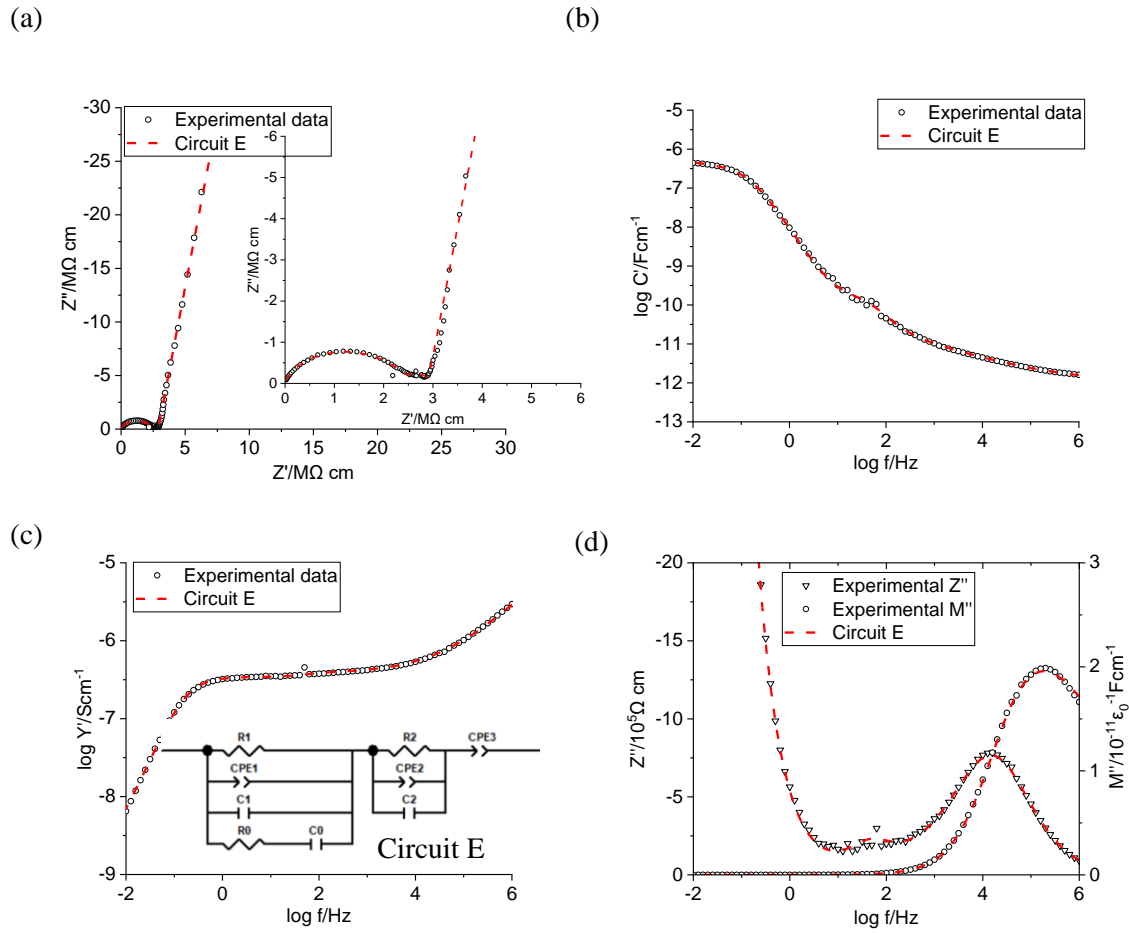 (a)
-30
-25
-20
-15
-10
-5
0
0 5 10 15 20 25 30
Z''/MΩ cm
Z'/MΩ cm
Experimental data
Circuit E
-6
-5
-4
-3
-2
-1
0
0 1 2 3 4 5 6
Z''/MΩ cm
Z'/MΩ cm
(b)
-5
-6
-7
-8
-9
-10
-11
-12
-13
-2 0 2 4 6
log C'/Fcm⁻¹
log f/Hz
Experimental data
Circuit E
(c)
-5
-6
-7
-8
-9
-2 0 2 4 6
log Y'/Scm⁻¹
log f/Hz
Experimental data
Circuit E
R1
CPE1
C1
R0 C0
R2
CPE2
C2
CPE3
Circuit E
(d)
-20
-15
-10
-5
0
-2 0 2 4 6
3
2
1
0
Z''/10⁵Ω cm
M''/10⁻¹¹ε₀⁻¹Fcm⁻¹
log f/Hz
Experimental Z''
Experimental M''
Circuit E